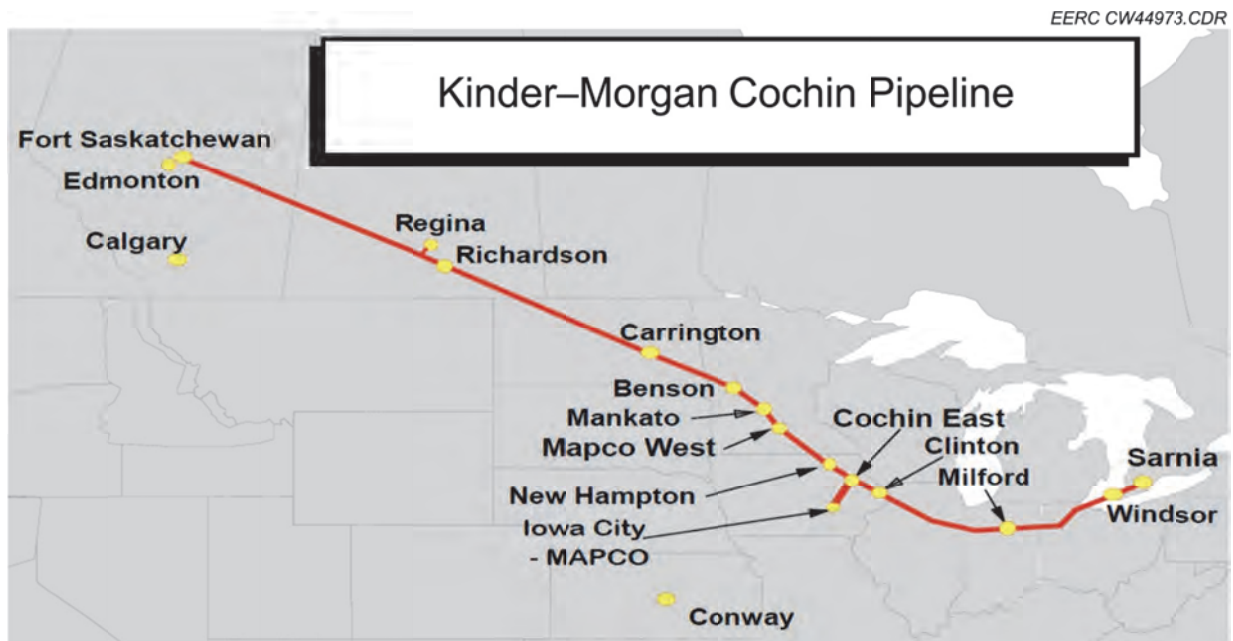 EERC CW44973.CDR
Kinder–Morgan Cochin Pipeline
Fort Saskatchewan
Edmonton
Calgary
Regina
Richardson
Carrington
Benson
Mankato
Mapco West
Cochin East
Clinton
Milford
Sarnia
Windsor
New Hampton
Iowa City
- MAPCO
Conway